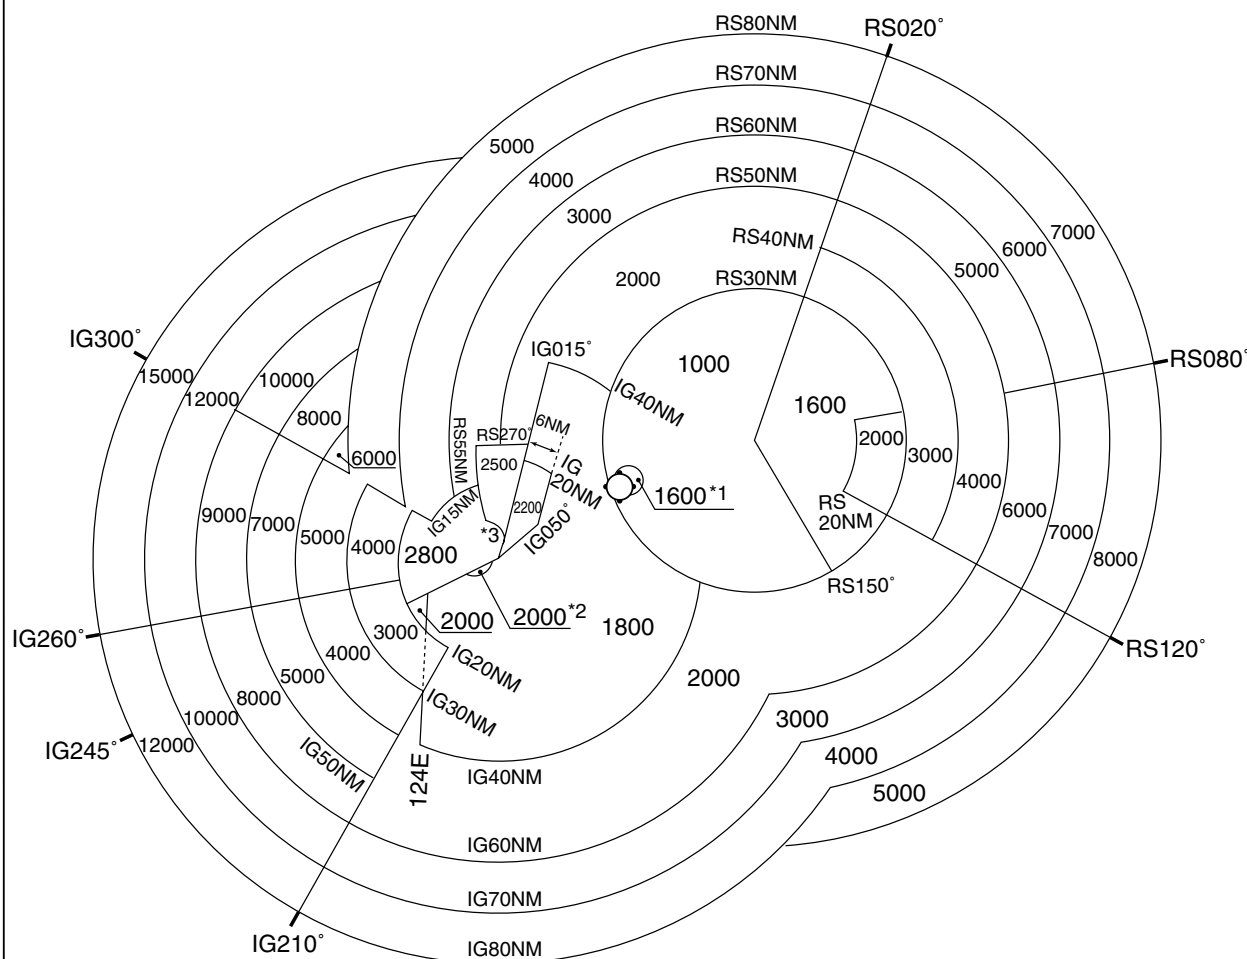 RS80NM
RS020°
RS70NM
RS60NM
5000
RS50NM
4000
3000
7000
RS40NM
6000
5000
RS30NM
2000
IG300°
IG015°
RS080°
1000
15000
10000
12000
IG40NM
1600
8000
6NM
RS270°
2000
RS55NM
6000
2500
IG
20NM
3000
4000
1600*1
IG15NM
2200
RS
20NM
9000
7000
5000
4000
2800
*3
IG050°
6000
7000
8000
RS150°
2000
2000*2
1800
IG260°
3000
4000
IG20NM
RS120°
5000
2000
8000
IG30NM
10000
3000
IG245°
12000
IG50NM
124E
IG40NM
4000
5000
IG60NM
IG70NM
IG210°
IG80NM